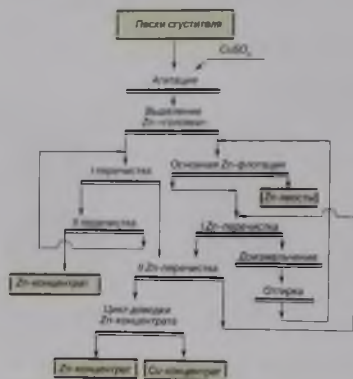 Пески сгустителя
CuSO₄
Агитация
Выделение
Zn-«головки»
I перечистка
Основная Zn-флотация
Zn-хвосты
II перечистка
I Zn-перечистка
Доизмельчение
II Zn-перечистка
Zn-концентрат
Оттирка
Цикл доводки
Zn-концентрата
Zn-концентрат
Cu-концентрат